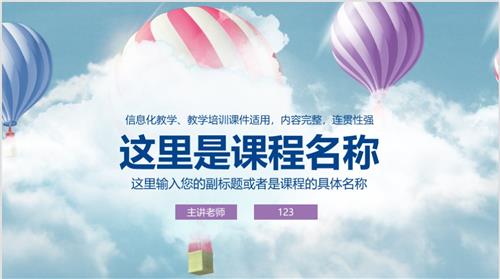 信息化教学、教学培训课件适用，内容完整，连贯性强
这里是课程名称
这里输入您的副标题或者是课程的具体名称
主讲老师 123